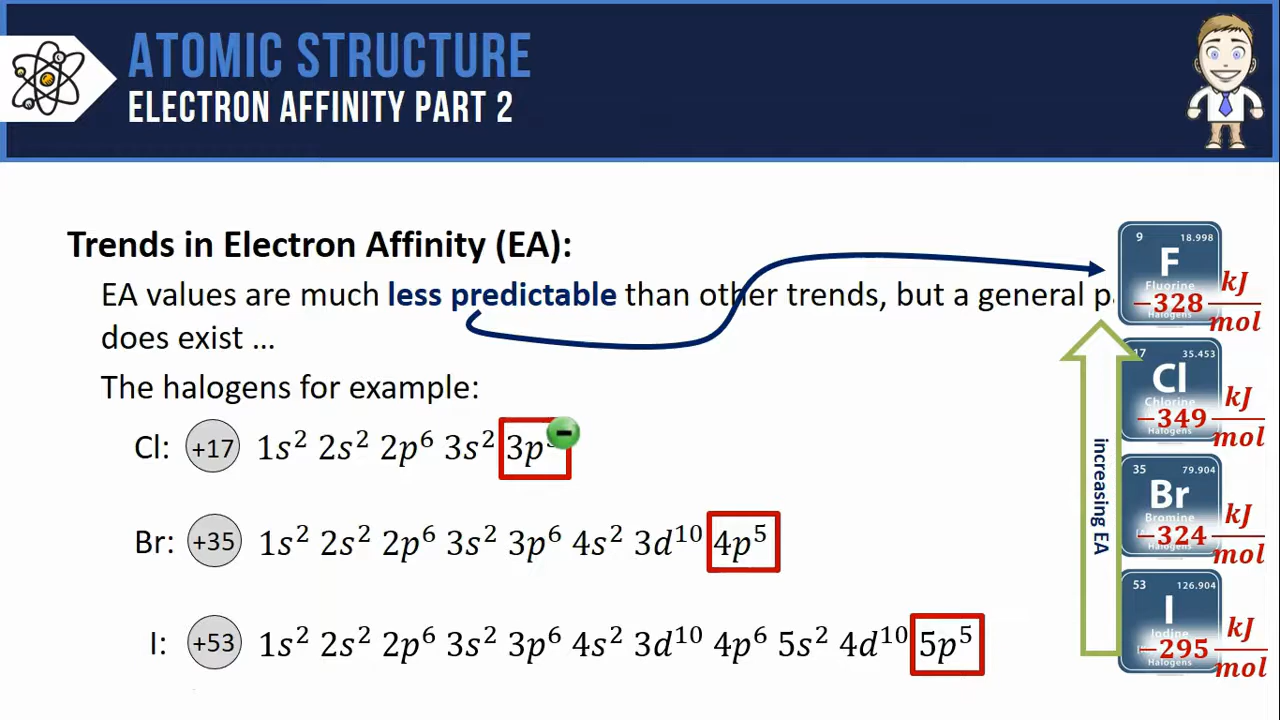 ATOMIC STRUCTURE
ELECTRON AFFINITY PART 2
Trends in Electron Affinity (EA):
EA values are much less predictable than other trends, but a general
does exist ...
The halogens for example:
Cl: +17 1s² 2s² 2p⁶ 3s² 3p
Br: +35 1s² 2s² 2p⁶ 3s² 3p⁶ 4s² 3d¹⁰ 4p⁵
I: +53 1s² 2s² 2p⁶ 3s² 3p⁶ 4s² 3d¹⁰ 4p⁶ 5s² 4d¹⁰ 5p⁵
increasing EA
9 18.998
F
Fluorine
−328 kJ/mol
Halogens
17 35.453
Cl
Chlorine
−349 kJ/mol
Halogens
35 79.904
Br
Bromine
−324 kJ/mol
Halogens
53 126.904
I
Iodine
−295 kJ/mol
Halogens